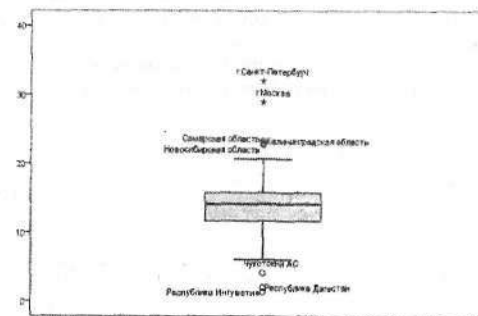 40
г.Санкт-Петербург
30
г.Москва
Самарская область
Калининградская область
Новосибирская область
20
10
Чукотский АО
Республика Дагестан
Республика Ингушетия
0